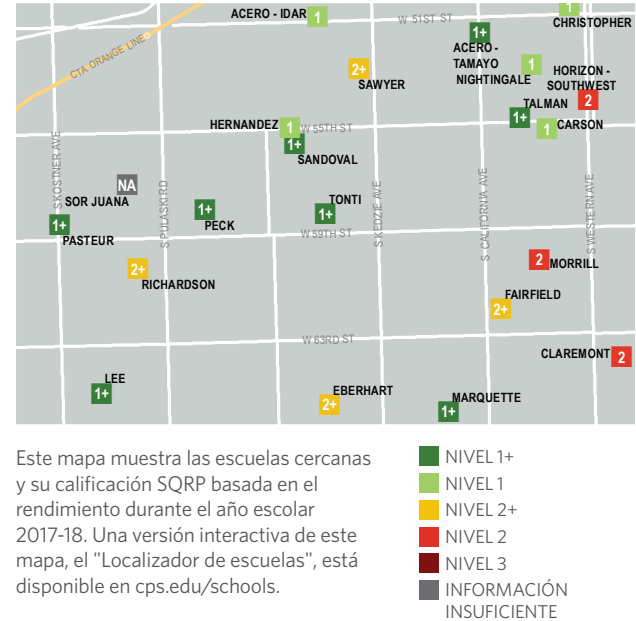 ACERO - IDAR
1
W 51ST ST
CHRISTOPHER
1
CTA ORANGE LINE
1+
ACERO -
TAMAYO
NIGHTINGALE
1
HORIZON -
SOUTHWEST
2
2+
SAWYER
TALMAN
1+
1
CARSON
HERNANDEZ
1
W 55TH ST
1+
SANDOVAL
S KOSTNER AVE
S PULASKI RD
S KEDZIE AVE
S CALIFORNIA AVE
S WESTERN AVE
NA
SOR JUANA
1+
PECK
TONTI
1+
1+
PASTEUR
W 59TH ST
2+
RICHARDSON
2
MORRILL
FAIRFIELD
2+
W 63RD ST
CLAREMONT
2
LEE
1+
EBERHART
2+
MARQUETTE
1+
Este mapa muestra las escuelas cercanas
y su calificación SQRP basada en el
rendimiento durante el año escolar
2017-18. Una versión interactiva de este
mapa, el "Localizador de escuelas", está
disponible en cps.edu/schools.
NIVEL 1+
NIVEL 1
NIVEL 2+
NIVEL 2
NIVEL 3
INFORMACIÓN
INSUFICIENTE